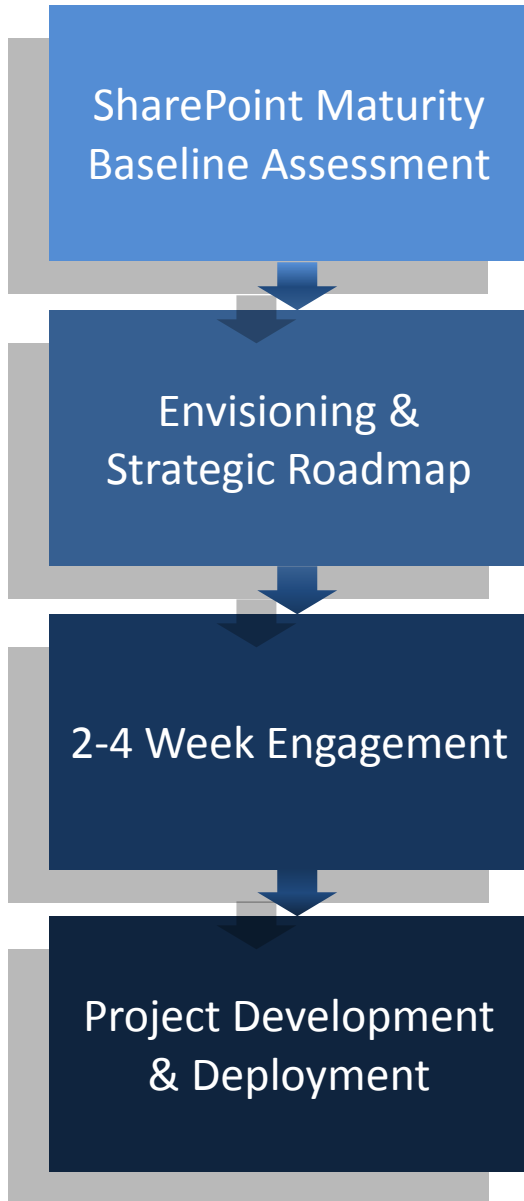 SharePoint Maturity
Baseline Assessment
Envisioning &
Strategic Roadmap
2-4 Week Engagement
Project Development
& Deployment